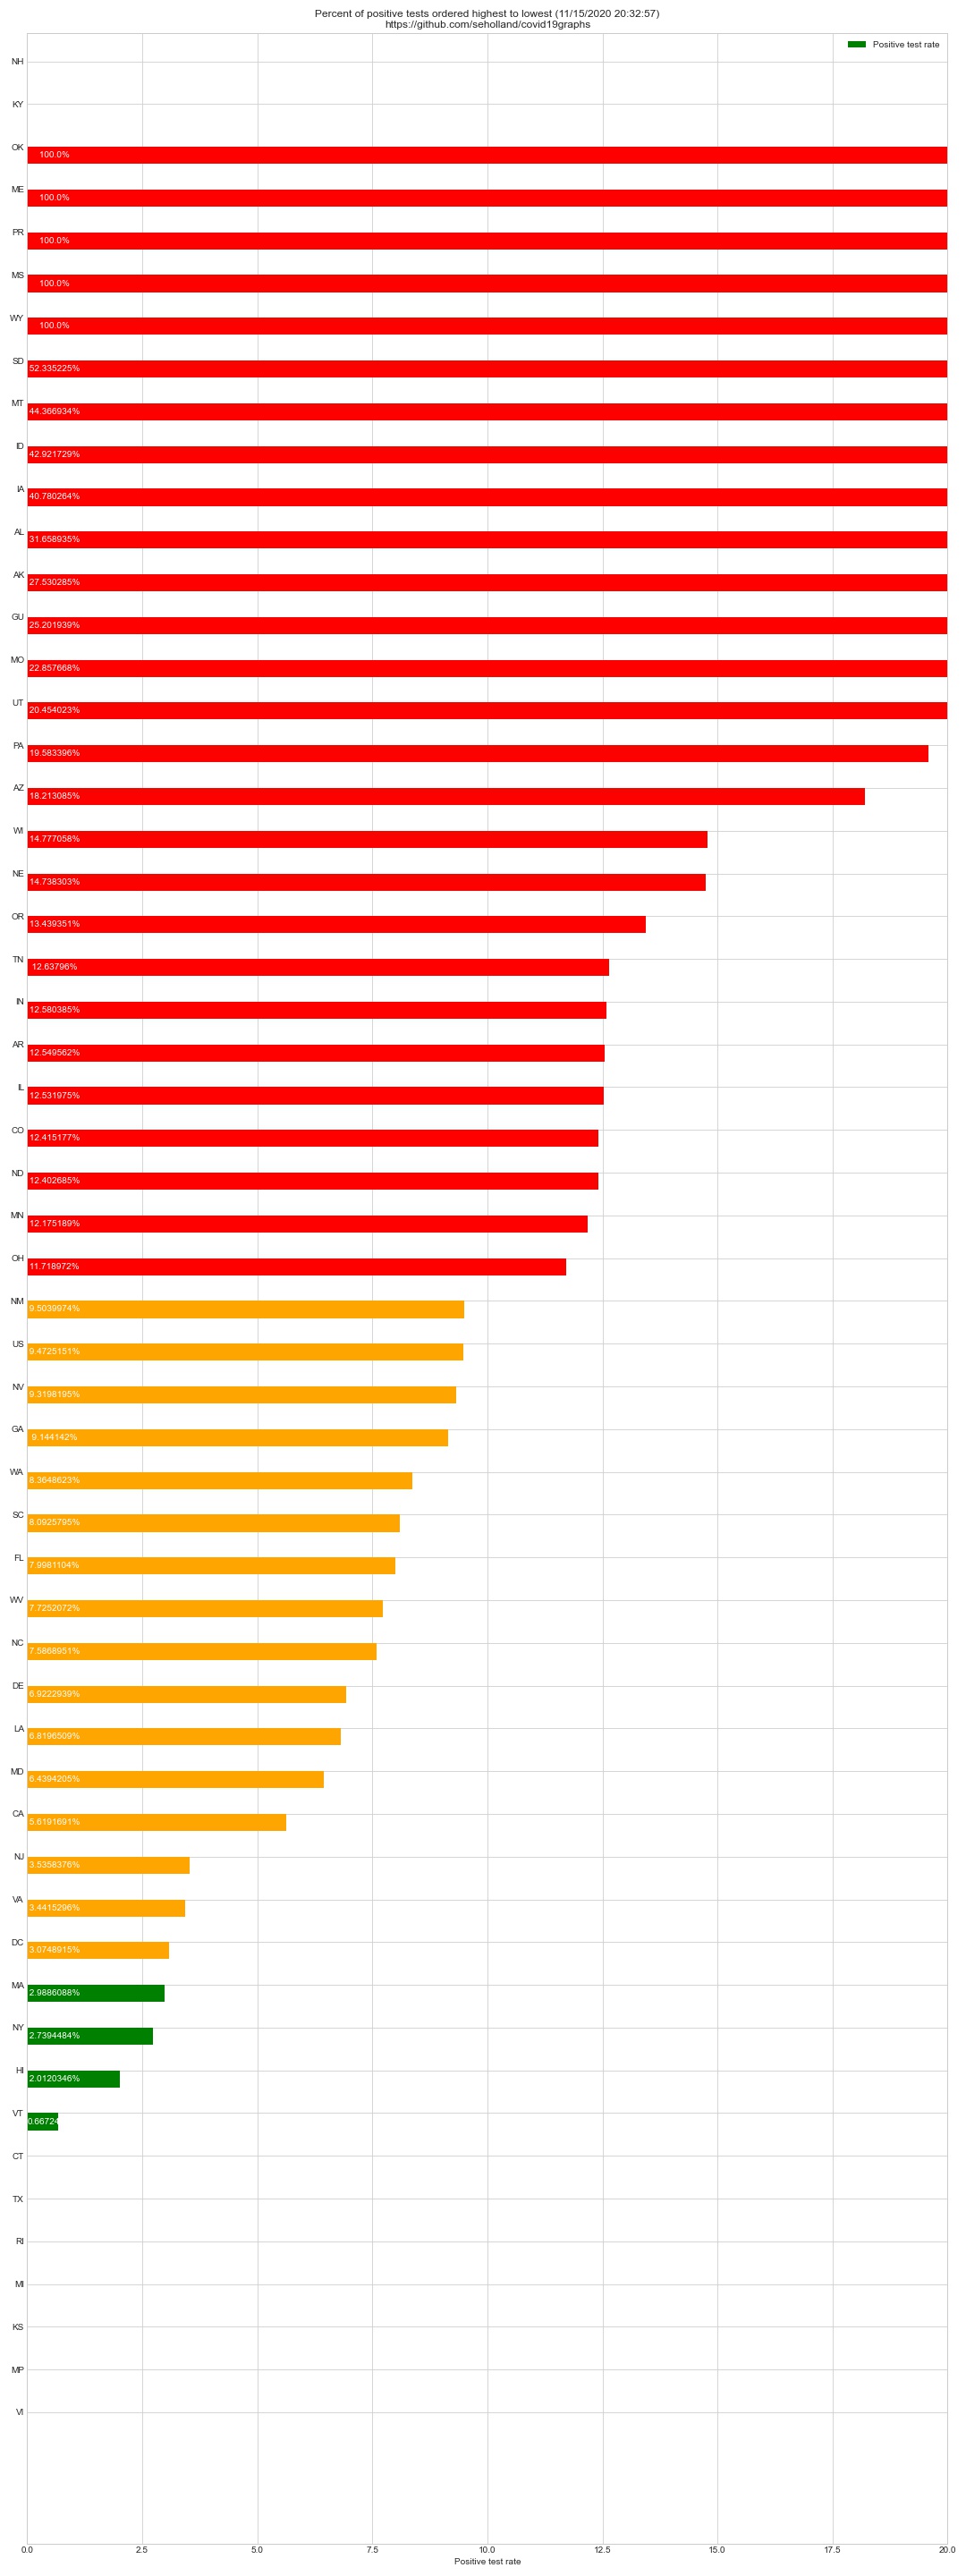 Percent of positive tests ordered highest to lowest (11/15/2020 20:32:57)
https://github.com/seholland/covid19graphs
Positive test rate
NH
KY
OK 100.0%
ME 100.0%
PR 100.0%
MS 100.0%
WY 100.0%
SD 52.335225%
MT 44.366934%
ID 42.921729%
IA 40.780264%
AL 31.658935%
AK 27.530285%
GU 25.201939%
MO 22.857668%
UT 20.454023%
PA 19.583396%
AZ 18.213085%
WI 14.777058%
NE 14.738303%
OR 13.439351%
TN 12.63796%
IN 12.580385%
AR 12.549562%
IL 12.531975%
CO 12.415177%
ND 12.402685%
MN 12.175189%
OH 11.718972%
NM 9.5039974%
US 9.4725151%
NV 9.3198195%
GA 9.144142%
WA 8.3648623%
SC 8.0925795%
FL 7.9981104%
WV 7.7252072%
NC 7.5868951%
DE 6.9222939%
LA 6.8196509%
MD 6.4394205%
CA 5.6191691%
NJ 3.5358376%
VA 3.4415296%
DC 3.0748915%
MA 2.9886088%
NY 2.7394484%
HI 2.0120346%
VT 0.66724
CT
TX
RI
MI
KS
MP
VI
0.0 2.5 5.0 7.5 10.0 12.5 15.0 17.5 20.0
Positive test rate